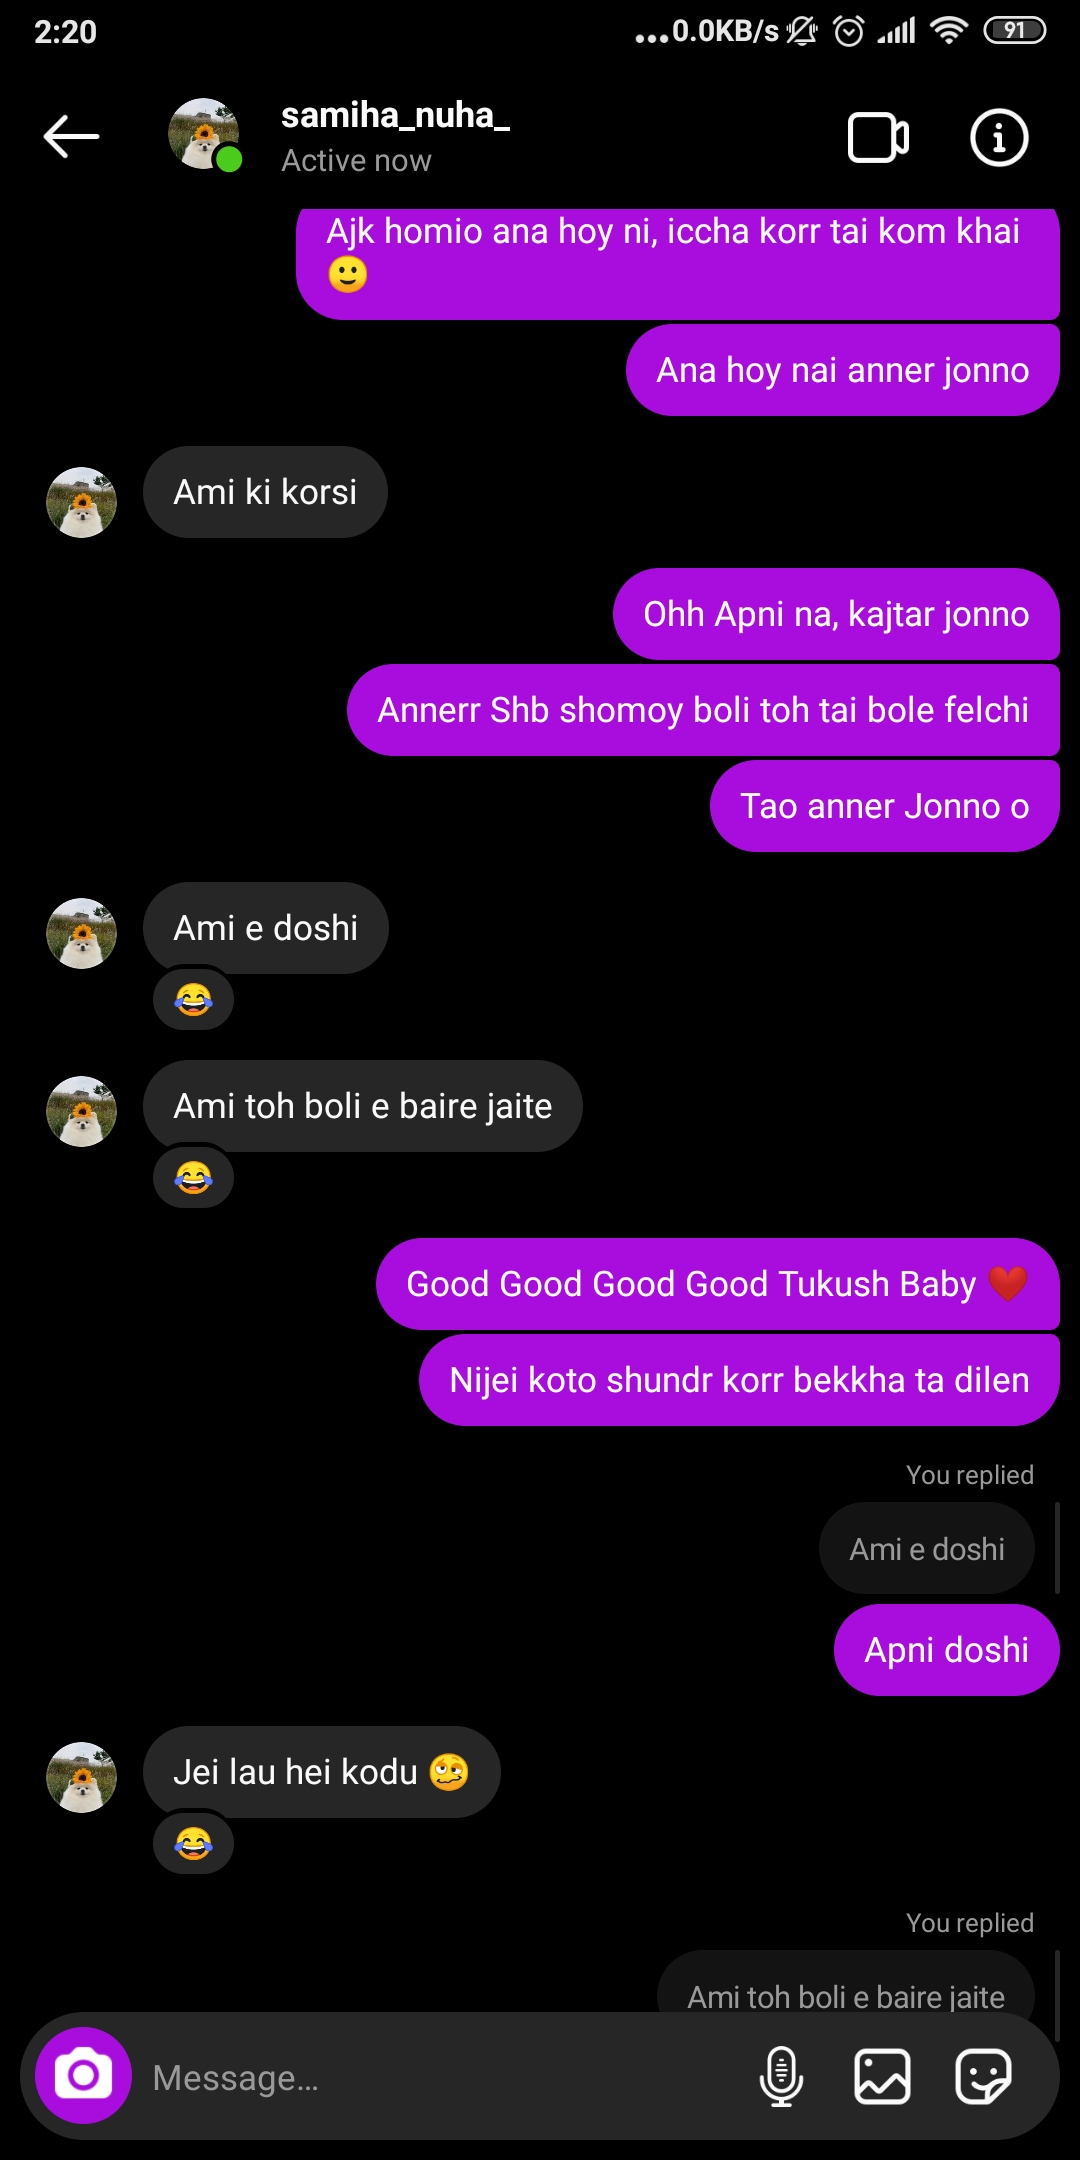 2:20
...0.0KB/s
91
samiha_nuha_
Active now
Ajk homio ana hoy ni, iccha korr tai kom khai
🙂
Ana hoy nai anner jonno
Ami ki korsi
Ohh Apni na, kajtar jonno
Annerr Shb shomoy boli toh tai bole felchi
Tao anner Jonno o
Ami e doshi
😂
Ami toh boli e baire jaite
😂
Good Good Good Good Tukush Baby ❤️
Nijei koto shundr korr bekkha ta dilen
You replied
Ami e doshi
Apni doshi
Jei lau hei kodu 🥴
😂
You replied
Ami toh boli e baire jaite
Message...